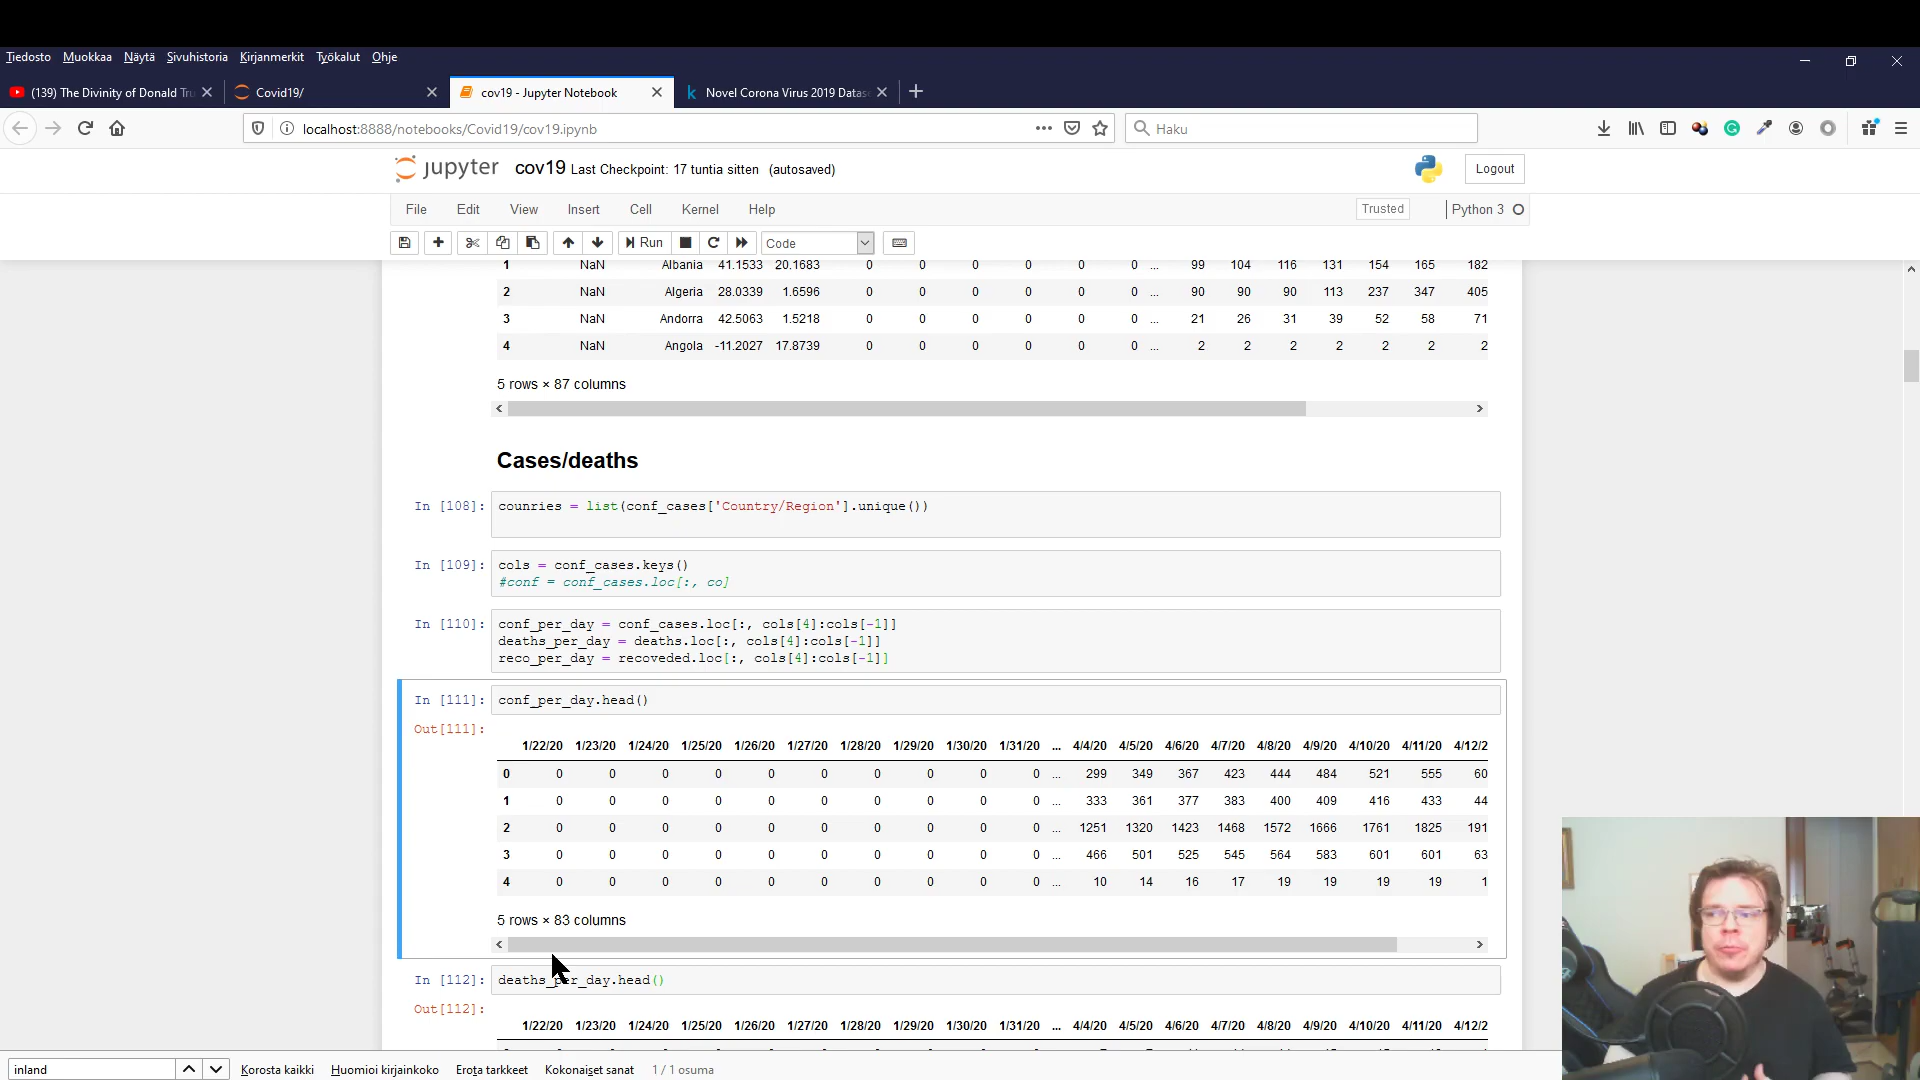 Tiedosto Muokkaa Näytä Sivuhistoria Kirjanmerkit Työkalut Ohje
(139) The Divinity of Donald Tru
Covid19/
cov19 - Jupyter Notebook
Novel Corona Virus 2019 Datase
localhost:8888/notebooks/Covid19/cov19.ipynb
Haku
jupyter cov19 Last Checkpoint: 17 tuntia sitten (autosaved)
Logout
File Edit View Insert Cell Kernel Help
Trusted
Python 3
Run
Code
1 NaN Albania 41.1533 20.1683 0 0 0 0 0 0 ... 99 104 116 131 154 165 182
2 NaN Algeria 28.0339 1.6596 0 0 0 0 0 0 ... 90 90 90 113 237 347 405
3 NaN Andorra 42.5063 1.5218 0 0 0 0 0 0 ... 21 26 31 39 52 58 71
4 NaN Angola -11.2027 17.8739 0 0 0 0 0 0 ... 2 2 2 2 2 2 2
5 rows × 87 columns
Cases/deaths
In [108]: counries = list(conf_cases['Country/Region'].unique())
In [109]: cols = conf_cases.keys()
#conf = conf_cases.loc[:, co]
In [110]: conf_per_day = conf_cases.loc[:, cols[4]:cols[-1]]
deaths_per_day = deaths.loc[:, cols[4]:cols[-1]]
reco_per_day = recoveded.loc[:, cols[4]:cols[-1]]
In [111]: conf_per_day.head()
Out[111]:
1/22/20 1/23/20 1/24/20 1/25/20 1/26/20 1/27/20 1/28/20 1/29/20 1/30/20 1/31/20 ... 4/4/20 4/5/20 4/6/20 4/7/20 4/8/20 4/9/20 4/10/20 4/11/20 4/12/2
0 0 0 0 0 0 0 0 0 0 0 ... 299 349 367 423 444 484 521 555 60
1 0 0 0 0 0 0 0 0 0 0 ... 333 361 377 383 400 409 416 433 44
2 0 0 0 0 0 0 0 0 0 0 ... 1251 1320 1423 1468 1572 1666 1761 1825 191
3 0 0 0 0 0 0 0 0 0 0 ... 466 501 525 545 564 583 601 601 63
4 0 0 0 0 0 0 0 0 0 0 ... 10 14 16 17 19 19 19 19 1
5 rows × 83 columns
In [112]: deaths_per_day.head()
Out[112]:
1/22/20 1/23/20 1/24/20 1/25/20 1/26/20 1/27/20 1/28/20 1/29/20 1/30/20 1/31/20 ... 4/4/20 4/5/20 4/6/20 4/7/20 4/8/20 4/9/20 4/10/20 4/11/20 4/12/2
inland Korosta kaikki Huomioi kirjainkoko Erota tarkkeet Kokonaiset sanat 1 / 1 osuma